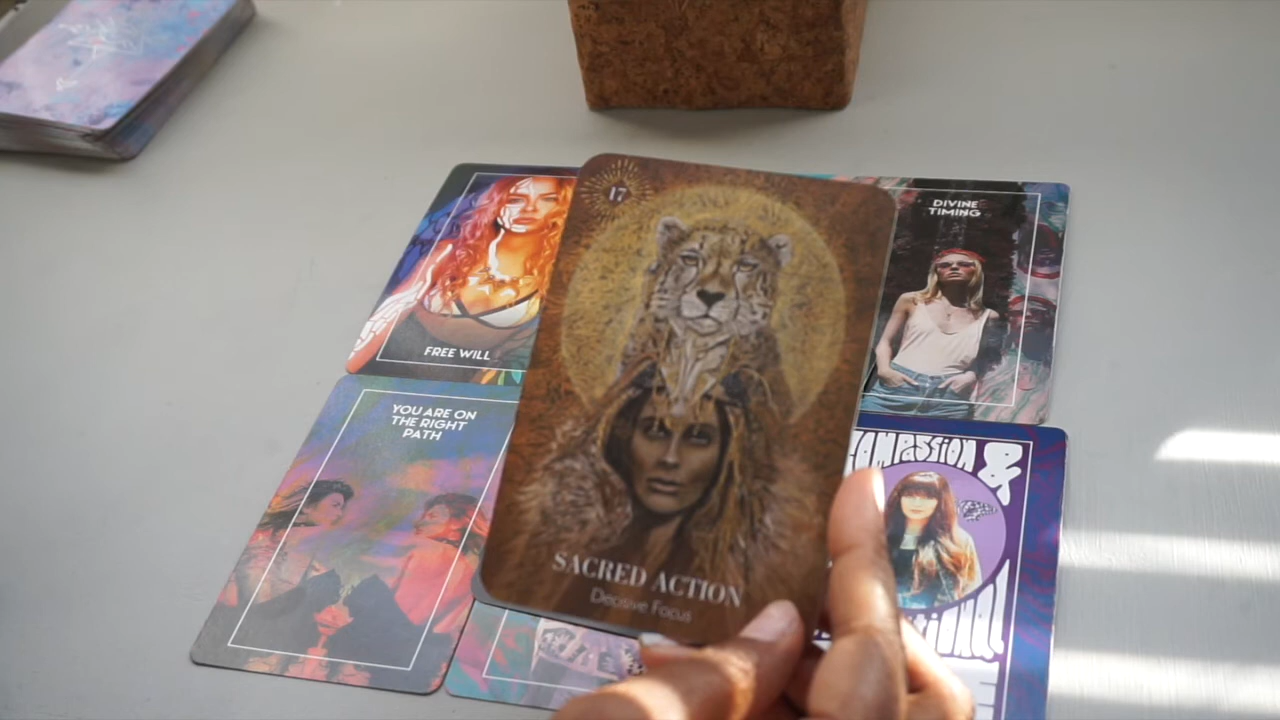 17
SACRED ACTION
Decisive Focus
FREE WILL
DIVINE
TIMING
YOU ARE ON
THE RIGHT
PATH
COMPASSION &